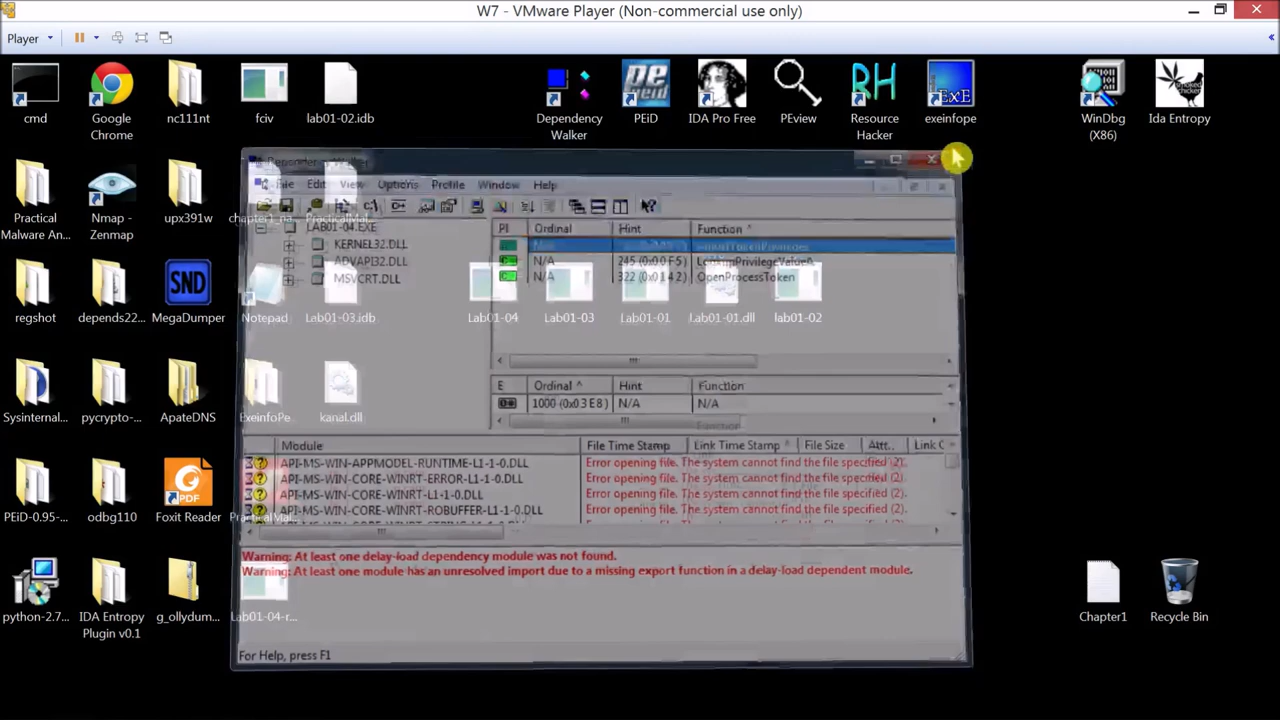 W7 - VMware Player (Non-commercial use only)
Player
cmd
Google
Chrome
nc111nt
fciv
lab01-02.idb
Dependency
Walker
PEiD
IDA Pro Free
PEview
Resource
Hacker
exeinfope
WinDbg
(X86)
Ida Entropy
File Edit View Options Profile Window Help
Practical
Malware An...
Nmap -
Zenmap
upx391w
chapter1_na...
PracticalMal...
LAB01-04.EXE
KERNEL32.DLL
ADVAPI32.DLL
MSVCRT.DLL
PI Ordinal Hint Function
N/A 245 (0x00F5) LookupPrivilegeValueA
N/A 322 (0x0142) OpenProcessToken
regshot
depends22...
SND
MegaDumper
Notepad
Lab01-03.idb
Lab01-04
Lab01-03
Lab01-01
Lab01-01.dll
lab01-02
E Ordinal ^ Hint Function
1000 (0x03E8) N/A N/A
Sysinternal...
pycrypto-...
ApateDNS
ExeinfoPe...
kanal.dll
Module File Time Stamp Link Time Stamp File Size Att... Link C
API-MS-WIN-APPMODEL-RUNTIME-L1-1-0.DLL Error opening file. The system cannot find the file specified (2).
API-MS-WIN-CORE-WINRT-ERROR-L1-1-0.DLL Error opening file. The system cannot find the file specified (2).
API-MS-WIN-CORE-WINRT-L1-1-0.DLL Error opening file. The system cannot find the file specified (2).
API-MS-WIN-CORE-WINRT-ROBUFFER-L1-1-0.DLL Error opening file. The system cannot find the file specified (2).
PEiD-0.95-...
odbg110
PDF
Foxit Reader
PracticalMal...
Warning: At least one delay-load dependency module was not found.
Warning: At least one module has an unresolved import due to a missing export function in a delay-load dependent module.
python-2.7...
IDA Entropy
Plugin v0.1
g_ollydum...
Lab01-04-r...
Chapter1
Recycle Bin
For Help, press F1